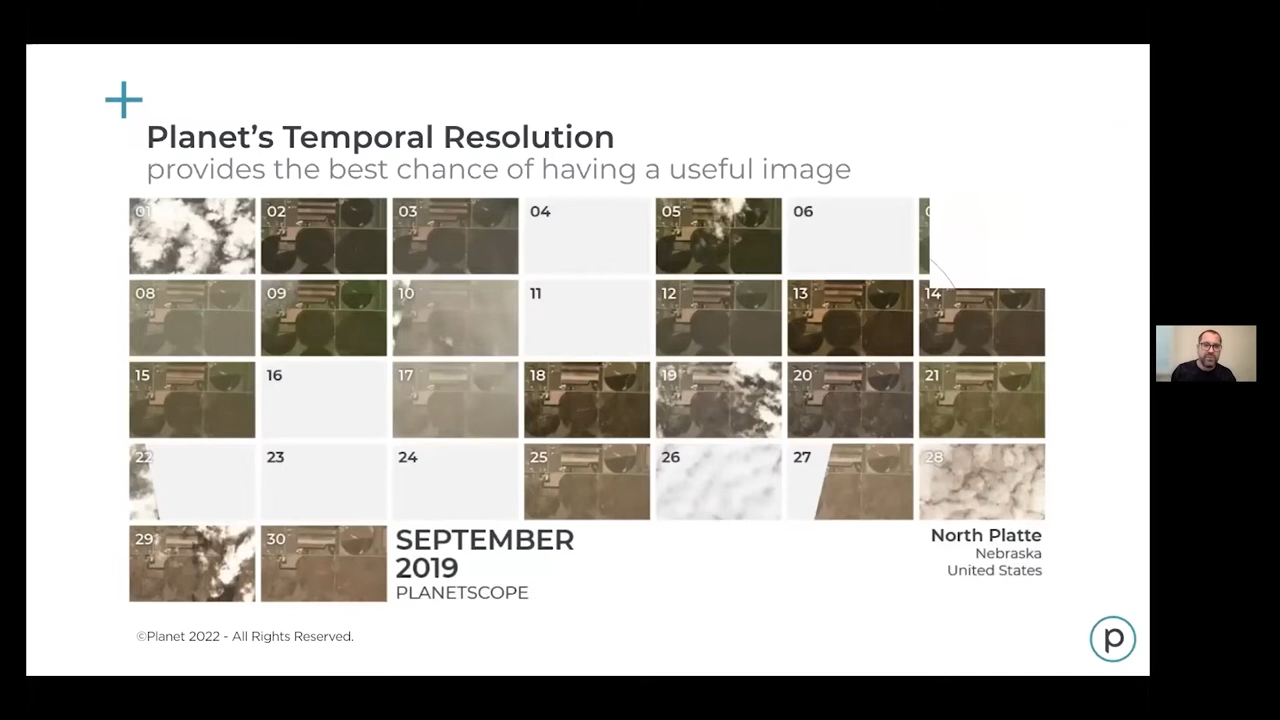 Planet's Temporal Resolution
provides the best chance of having a useful image
01 02 03 04 05 06
08 09 10 11 12 13 14
15 16 17 18 19 20 21
22 23 24 25 26 27 28
29 30
SEPTEMBER
2019
PLANETSCOPE
North Platte
Nebraska
United States
©Planet 2022 - All Rights Reserved.
p